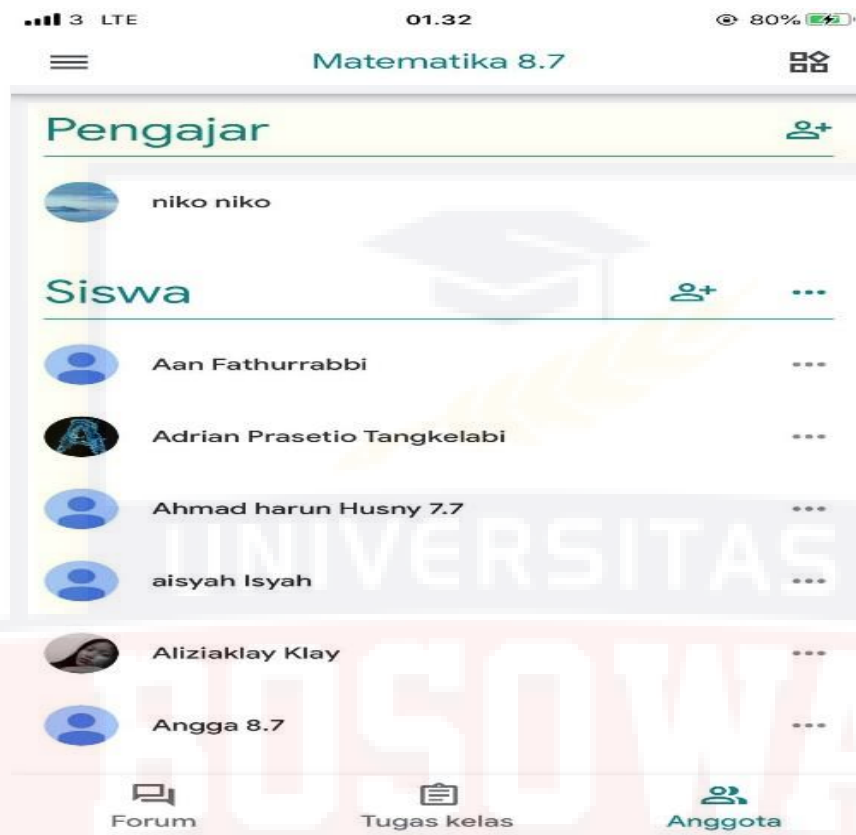 3 LTE 01.32 80%
Matematika 8.7
Pengajar
niko niko
Siswa
Aan Fathurrabbi
Adrian Prasetio Tangkelabi
Ahmad harun Husny 7.7
aisyah Isyah
UNIVERSITAS
Aliziaklay Klay
BOSOWA
Angga 8.7
Forum Tugas kelas Anggota